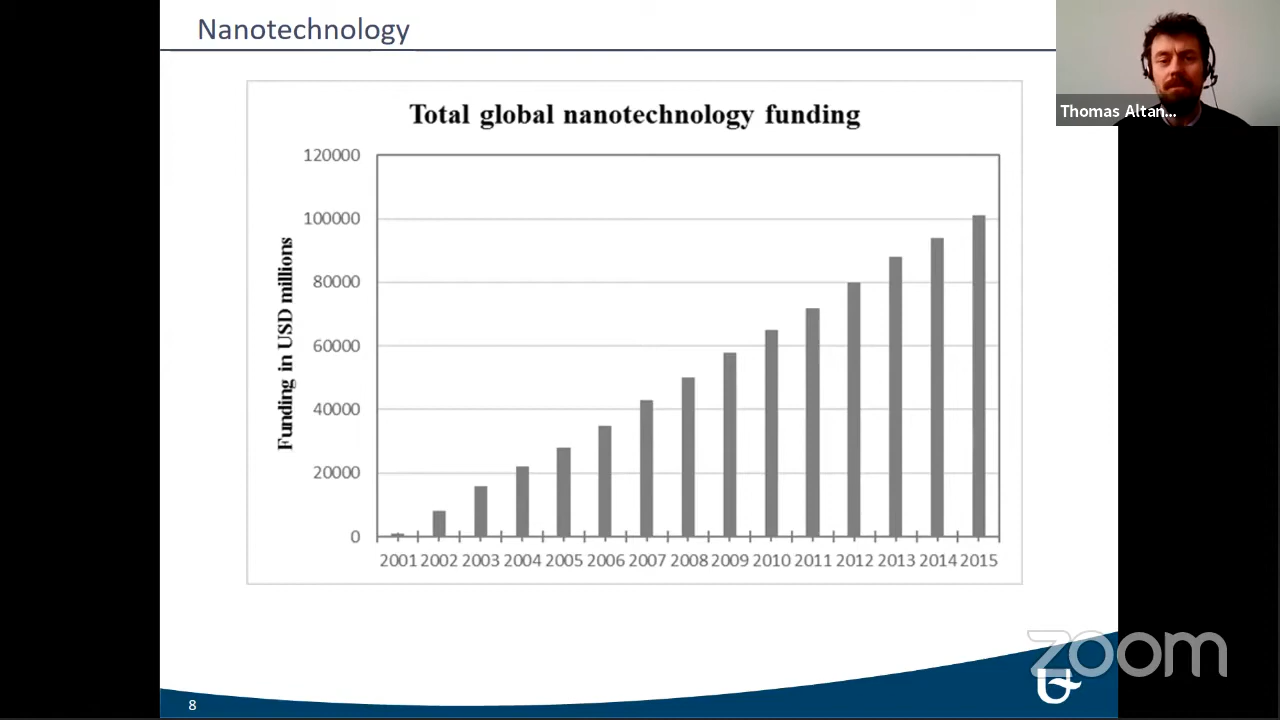 Nanotechnology
Thomas Altan...
Total global nanotechnology funding
Funding in USD millions
120000
100000
80000
60000
40000
20000
0
2001 2002 2003 2004 2005 2006 2007 2008 2009 2010 2011 2012 2013 2014 2015
zoom
8